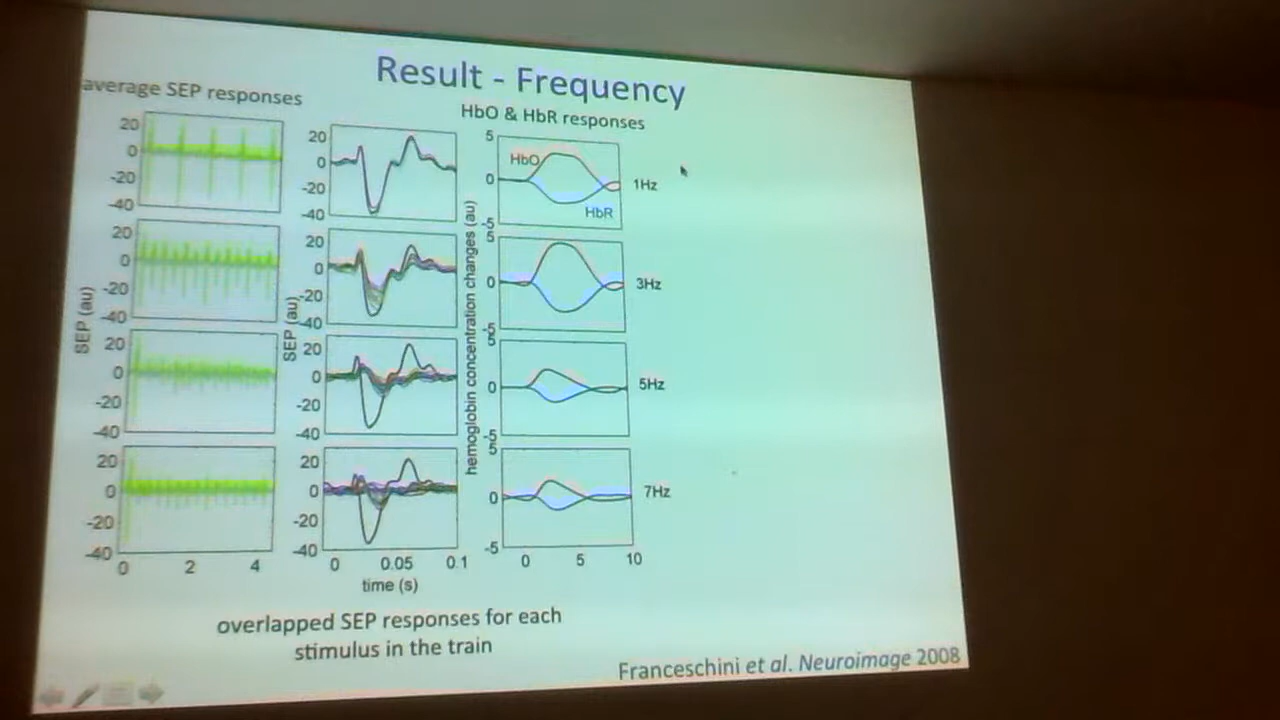 Result - Frequency
average SEP responses
HbO & HbR responses
20
0
-20
-40
20
0
-20
-40
5
0
-5
HbO
HbR
1Hz
20
0
-20
-40
20
0
-20
-40
5
0
-5
3Hz
SEP (au)
SEP (au)
hemoglobin concentration changes (au)
20
0
-20
-40
20
0
-20
-40
5
0
-5
5Hz
20
0
-20
-40
20
0
-20
-40
5
0
-5
7Hz
0 2 4
0 0.05 0.1
0 5 10
time (s)
overlapped SEP responses for each
stimulus in the train
Franceschini et al. Neuroimage 2008